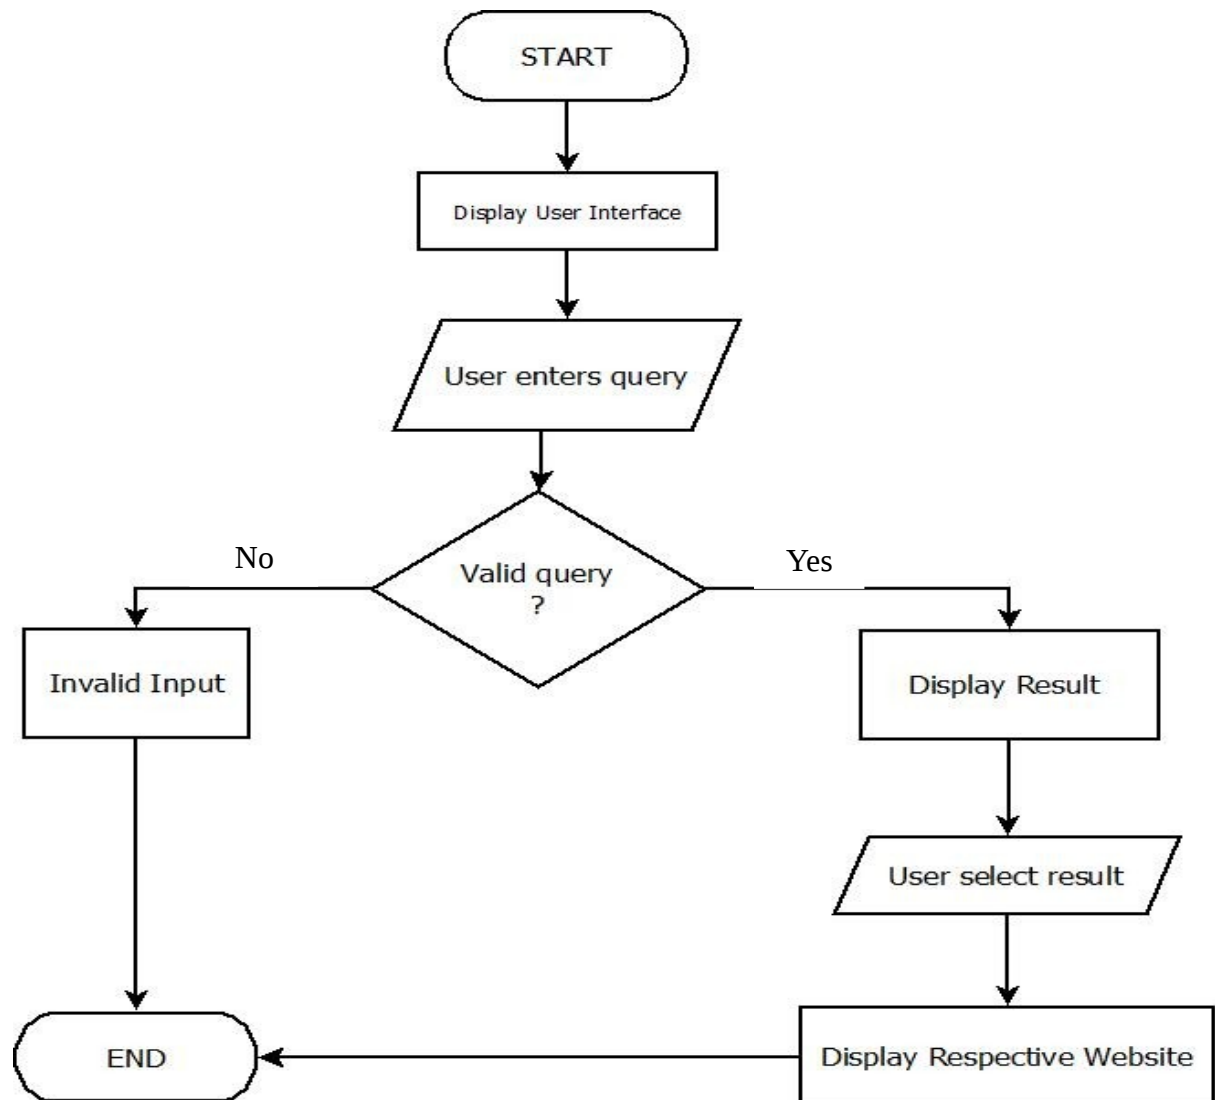 START
Display User Interface
User enters query
No
Yes
Valid query
?
Invalid Input
Display Result
User select result
END
Display Respective Website